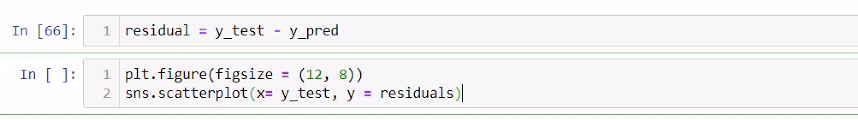 In [66]: 1 residual = y_test - y_pred
In [ ]: 1 plt.figure(figsize = (12, 8))
2 sns.scatterplot(x= y_test, y = residuals)